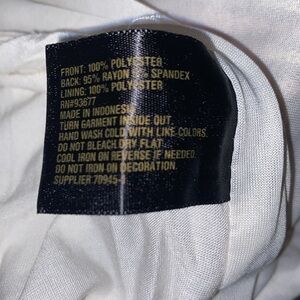 FRONT: 100% POLYESTER
BACK: 95% RAYON 5% SPANDEX
LINING: 100% POLYESTER
RN#93677
MADE IN INDONESIA
TURN GARMENT INSIDE OUT.
HAND WASH COLD WITH LIKE COLORS.
DO NOT BLEACH DRY FLAT
COOL IRON ON REVERSE IF NEEDED.
DO NOT IRON ON DECORATION.
SUPPLIER